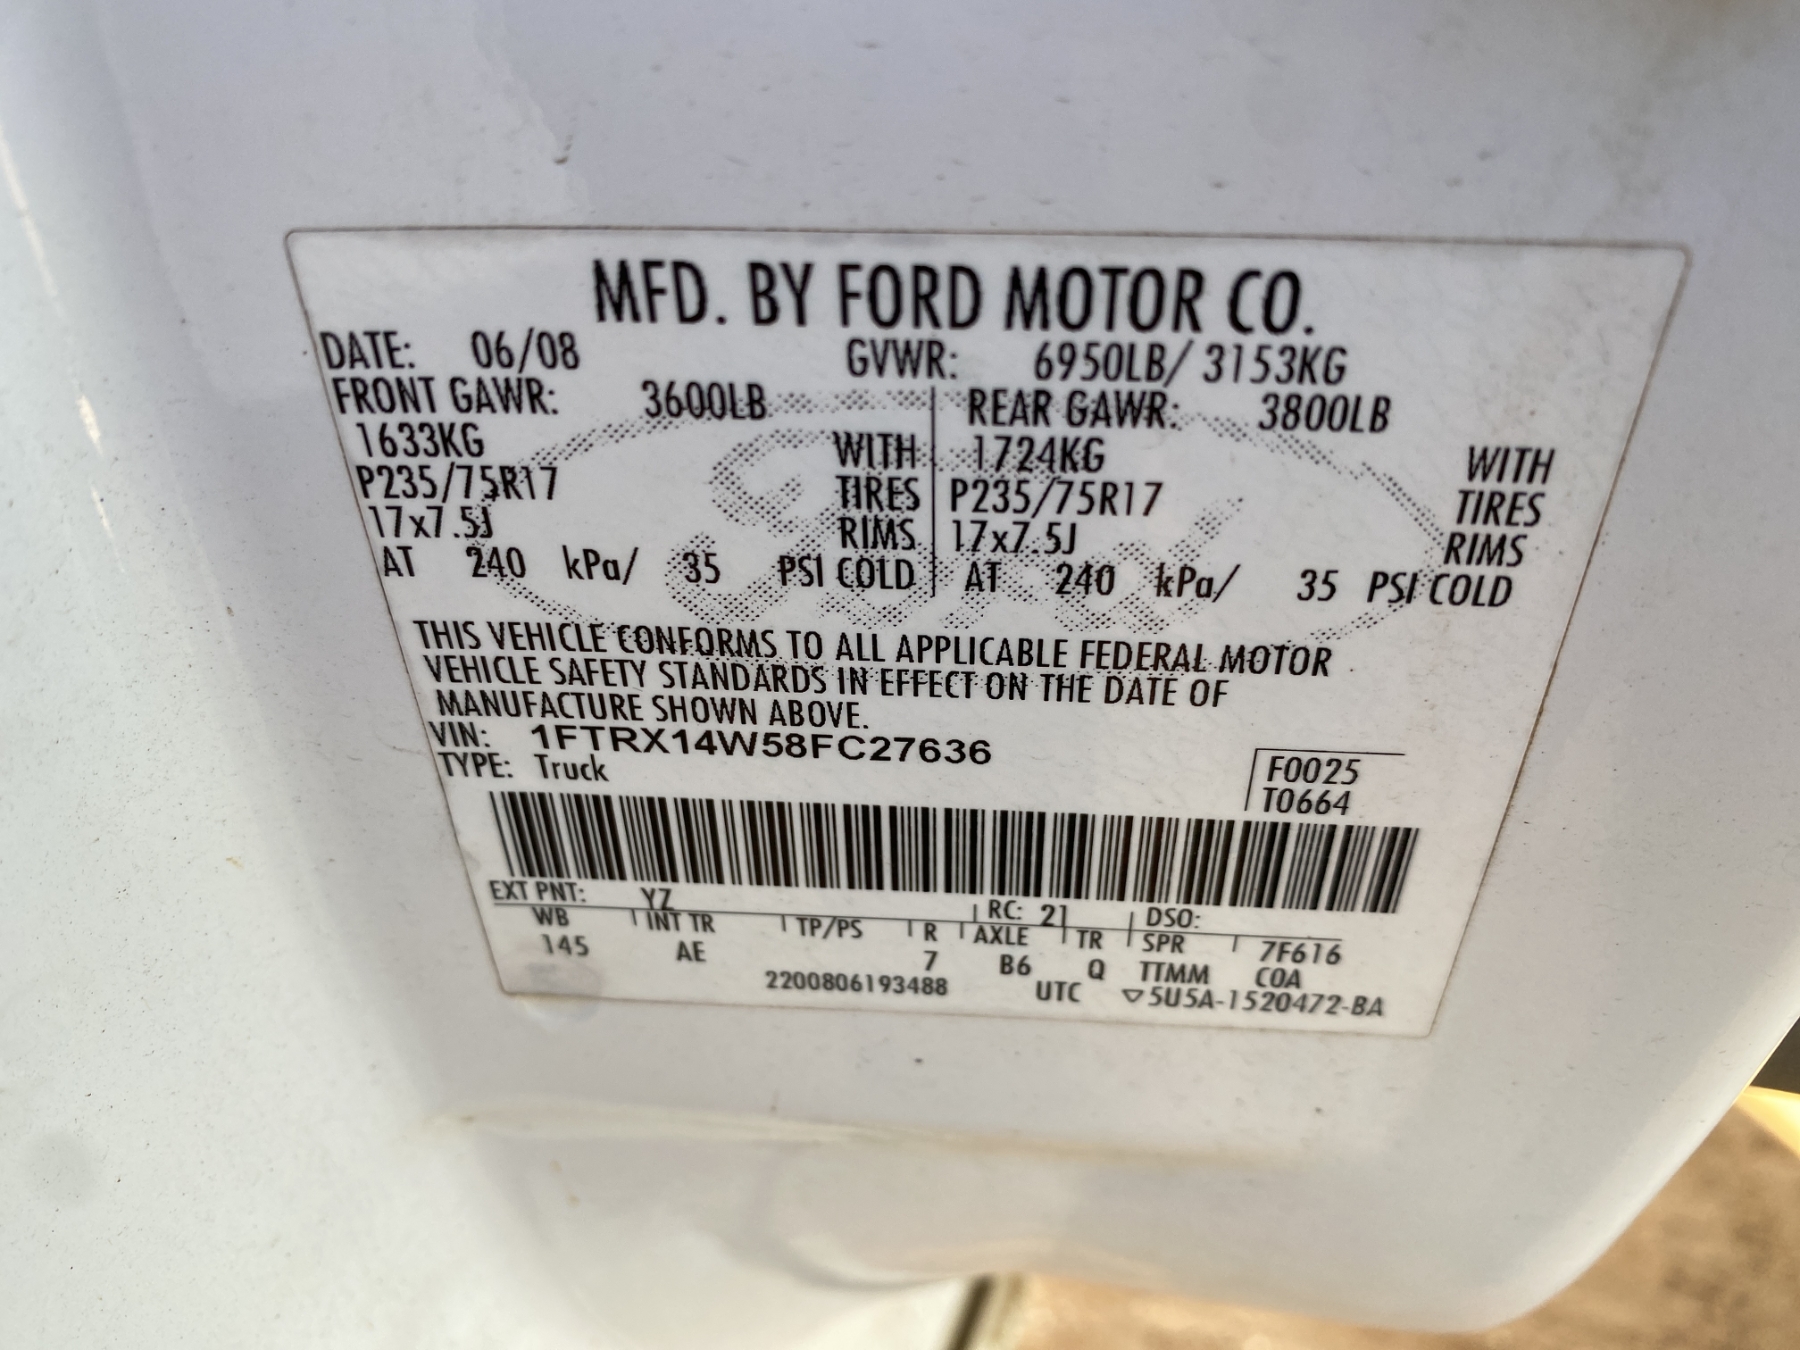 MFD. BY FORD MOTOR CO.
DATE: 06/08 GVWR: 6950LB/ 3153KG
FRONT GAWR: 3600LB REAR GAWR: 3800LB
1633KG WITH 1724KG WITH
P235/75R17 TIRES P235/75R17 TIRES
17x7.5J RIMS 17x7.5J RIMS
AT 240 kPa/ 35 PSI COLD AT 240 kPa/ 35 PSI COLD
THIS VEHICLE CONFORMS TO ALL APPLICABLE FEDERAL MOTOR
VEHICLE SAFETY STANDARDS IN EFFECT ON THE DATE OF
MANUFACTURE SHOWN ABOVE.
VIN: 1FTRX14W58FC27636
TYPE: Truck F0025
T0664
EXT PNT: YZ RC: 21 DSO:
WB INT TR TP/PS R AXLE TR SPR 7F616
145 AE 7 B6 Q TTMM C0A
2200806193488 UTC ▽5U5A-1520472-BA
Ford